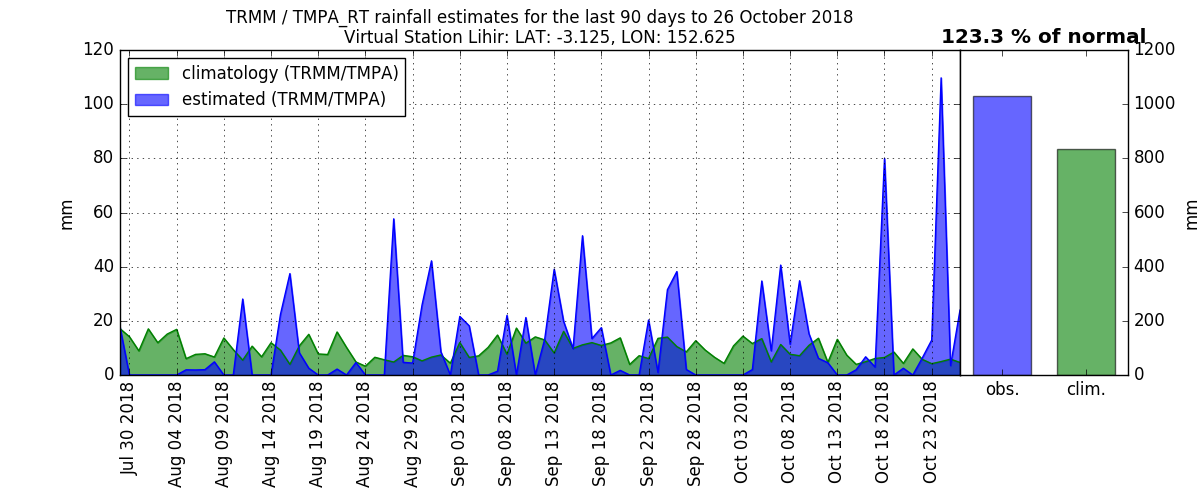 TRMM / TMPA_RT rainfall estimates for the last 90 days to 26 October 2018
Virtual Station Lihir: LAT: -3.125, LON: 152.625
123.3 % of normal
climatology (TRMM/TMPA)
estimated (TRMM/TMPA)
120
100
80
60
40
20
0
mm
1200
1000
800
600
400
200
0
mm
Jul 30 2018
Aug 04 2018
Aug 09 2018
Aug 14 2018
Aug 19 2018
Aug 24 2018
Aug 29 2018
Sep 03 2018
Sep 08 2018
Sep 13 2018
Sep 18 2018
Sep 23 2018
Sep 28 2018
Oct 03 2018
Oct 08 2018
Oct 13 2018
Oct 18 2018
Oct 23 2018
obs.
clim.